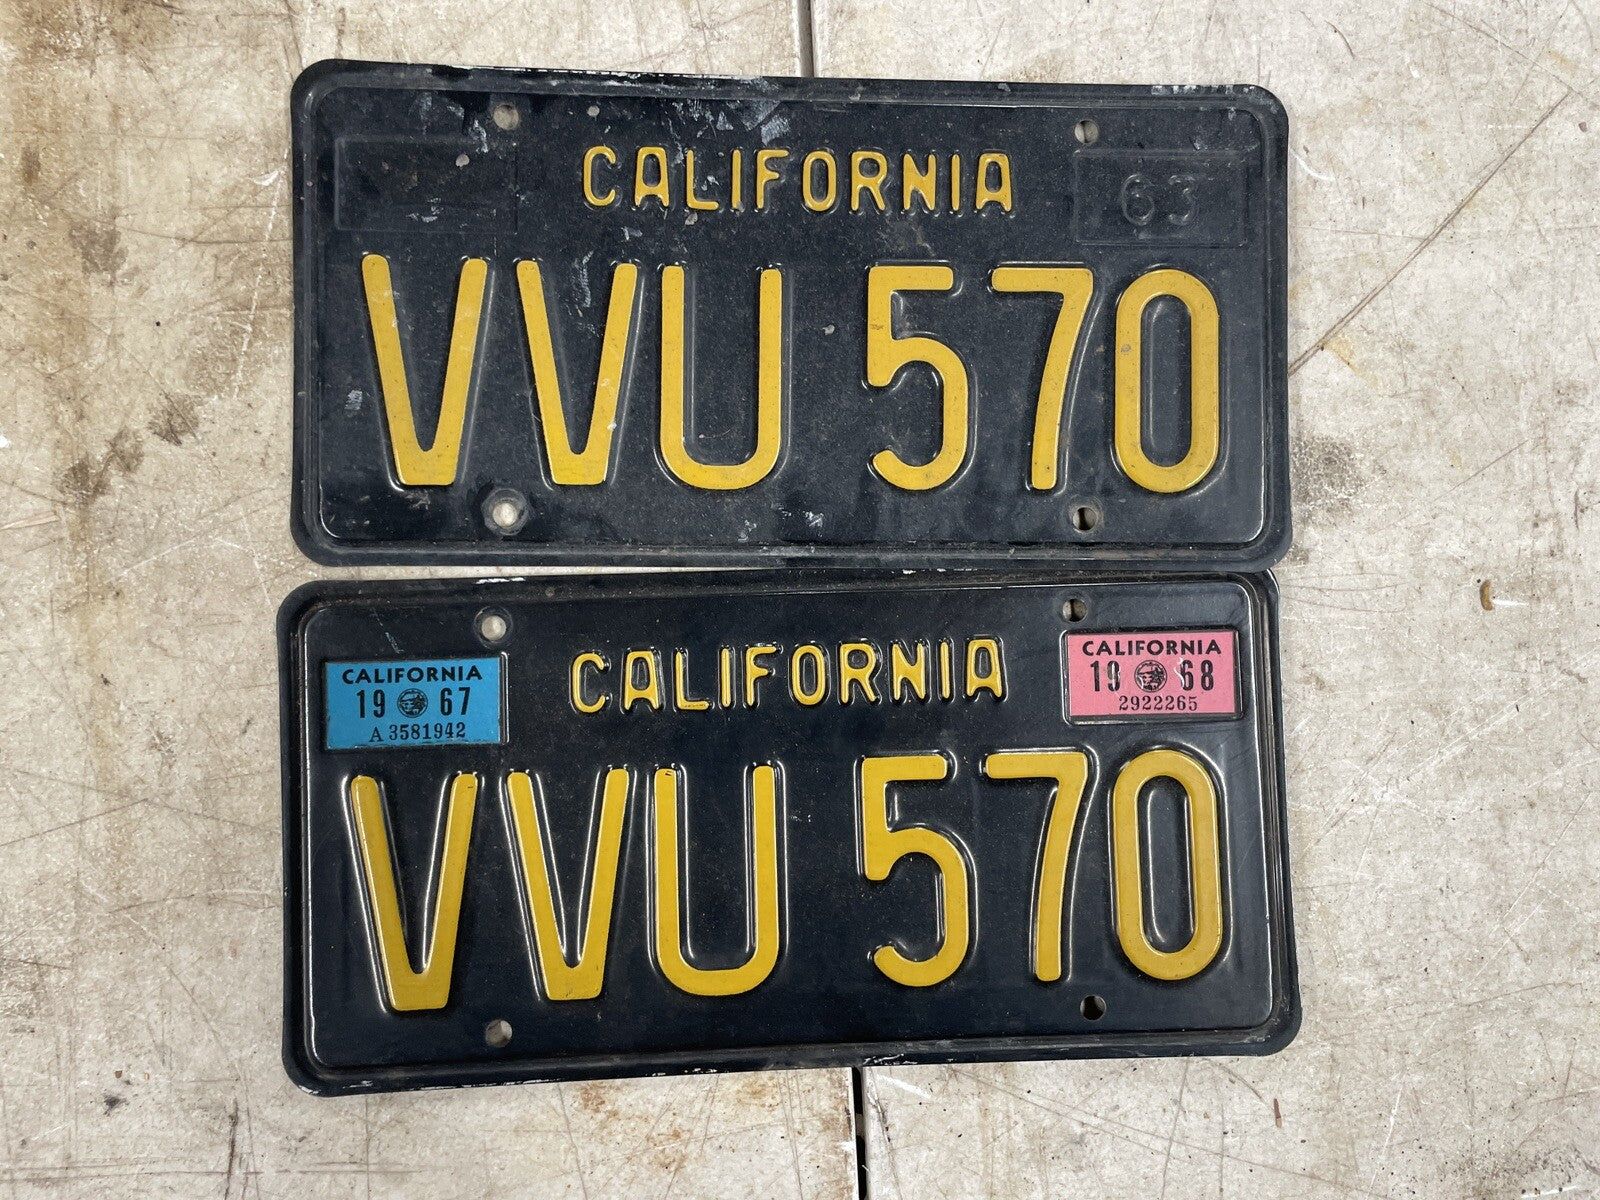 CALIFORNIA
63
VVU 570
CALIFORNIA
19 67
A 3581942
CALIFORNIA
CALIFORNIA
19 68
2922265
VVU 570